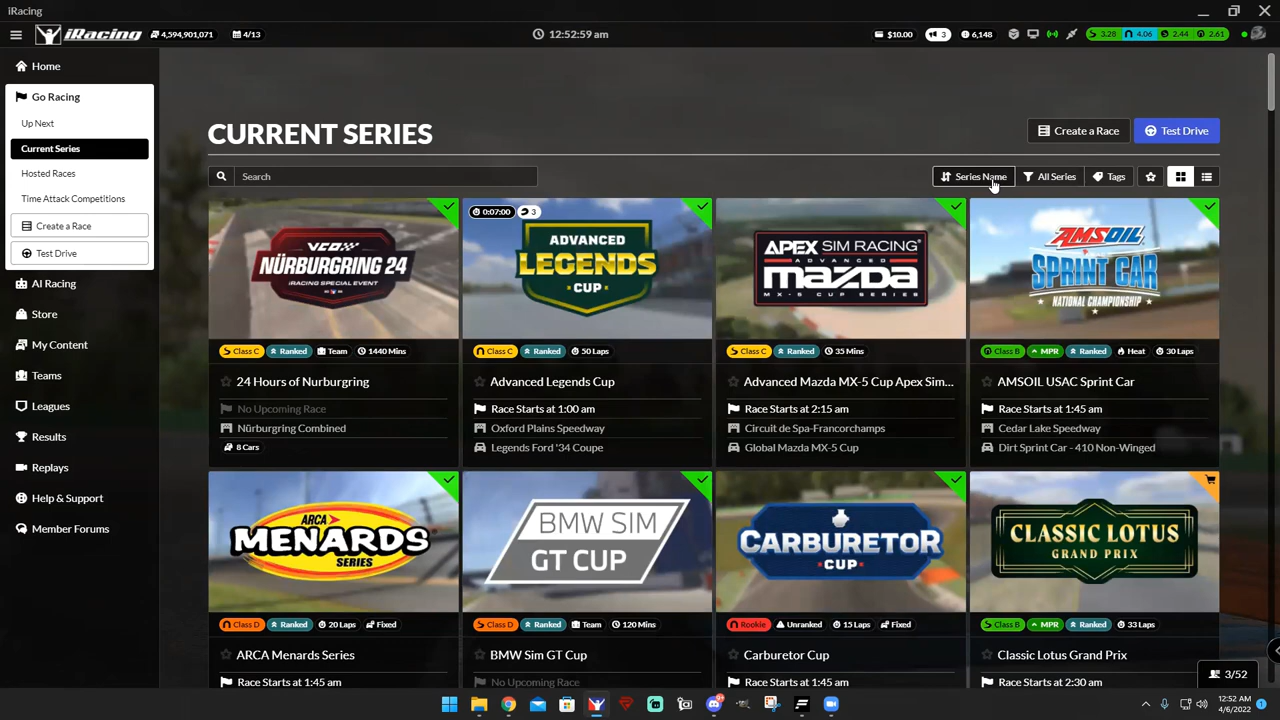 iRacing
iRacing 4,594,901,071 4/13 12:52:59 am $10.00 3 6,148 3.28 4.06 2.44 2.61
Home
Go Racing
Up Next
Current Series
Hosted Races
Time Attack Competitions
Create a Race
Test Drive
AI Racing
Store
My Content
Teams
Leagues
Results
Replays
Help & Support
Member Forums
CURRENT SERIES
Create a Race Test Drive
Search Series Name All Series Tags
VCO
NÜRBURGRING 24
iRACING SPECIAL EVENT
Class C Ranked Team 1440 Mins
24 Hours of Nurburgring
No Upcoming Race
Nürburgring Combined
8 Cars
0:07:00 3
ADVANCED
LEGENDS
CUP
Class C Ranked 50 Laps
Advanced Legends Cup
Race Starts at 1:00 am
Oxford Plains Speedway
Legends Ford '34 Coupe
APEX SIM RACING®
ADVANCED
mazda
MX-5 CUP SERIES
Class C Ranked 35 Mins
Advanced Mazda MX-5 Cup Apex Sim...
Race Starts at 2:15 am
Circuit de Spa-Francorchamps
Global Mazda MX-5 Cup
AMSOIL
SPRINT CAR
NATIONAL CHAMPIONSHIP
Class B MPR Ranked Heat 30 Laps
AMSOIL USAC Sprint Car
Race Starts at 1:45 am
Cedar Lake Speedway
Dirt Sprint Car - 410 Non-Winged
ARCA
MENARDS
SERIES
Class D Ranked 20 Laps Fixed
ARCA Menards Series
Race Starts at 1:45 am
BMW SIM
GT CUP
Class D Ranked Team 120 Mins
BMW Sim GT Cup
No Upcoming Race
CARBURETOR
CUP
Rookie Unranked 15 Laps Fixed
Carburetor Cup
Race Starts at 1:45 am
CLASSIC LOTUS
GRAND PRIX
Class B MPR Ranked 33 Laps
Classic Lotus Grand Prix
Race Starts at 2:30 am
3/52
12:52 AM
4/6/2022